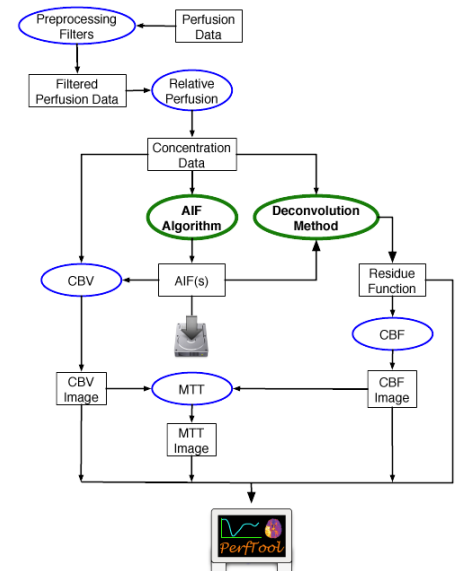 Preprocessing
Filters
Perfusion
Data
Filtered
Perfusion Data
Relative
Perfusion
Concentration
Data
AIF
Algorithm
Deconvolution
Method
CBV
AIF(s)
Residue
Function
CBF
CBV
Image
MTT
CBF
Image
MTT
Image
PerfTool